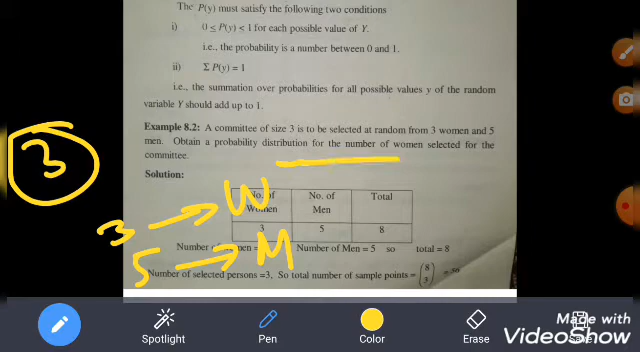 The P(y) must satisfy the following two conditions
i) 0 ≤ P(y) < 1 for each possible value of Y.
i.e., the probability is a number between 0 and 1.
ii) Σ P(y) = 1
i.e., the summation over probabilities for all possible values y of the random
variable Y should add up to 1.
Example 8.2: A committee of size 3 is to be selected at random from 3 women and 5
men. Obtain a probability distribution for the number of women selected for the
committee.
Solution:
No. of Women No. of Men Total
3 5 8
Number of Men = 5 so total = 8
Number of selected persons =3, So total number of sample points = (8 3) = 56
3
3 → W
5 → M
Spotlight Pen Color Erase
Made with
VideoShow